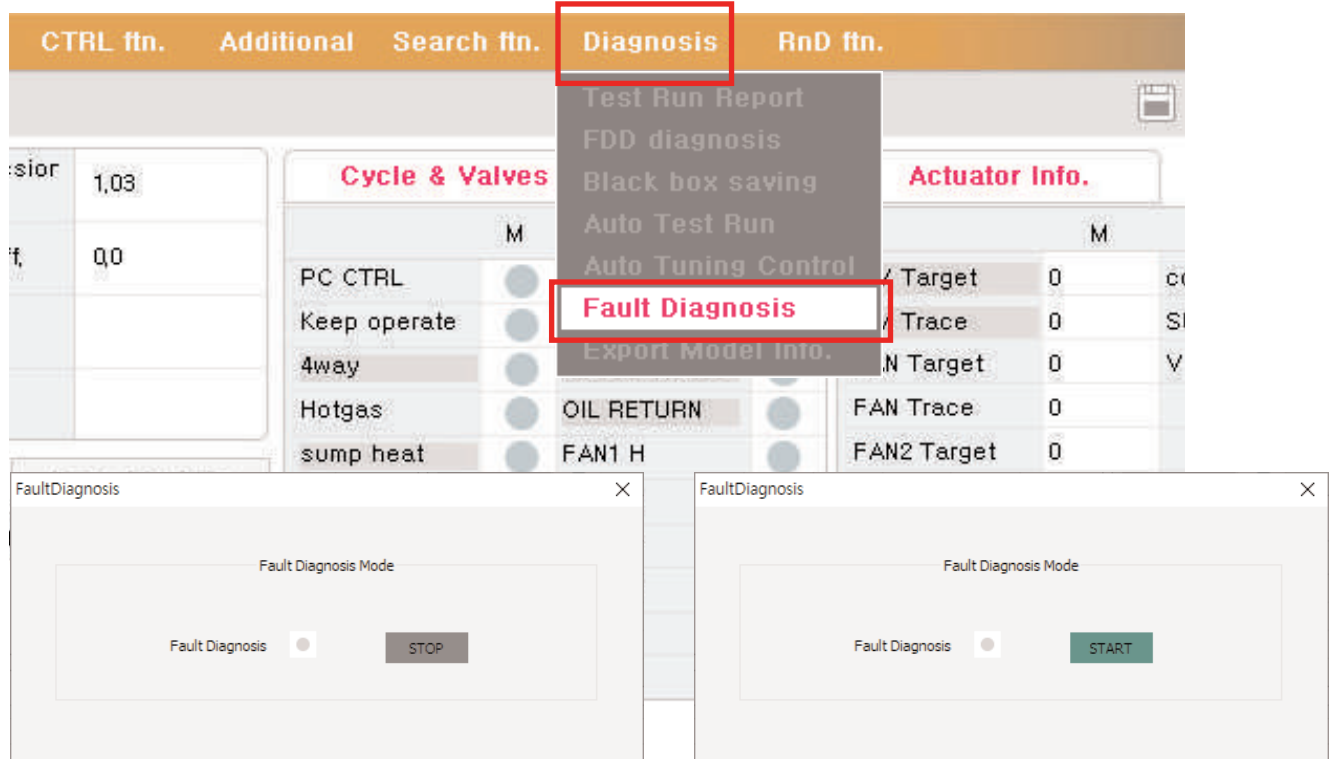 CTRL ftn. Additional Search ftn. Diagnosis RnD ftn.
Test Run Report
FDD diagnosis
Black box saving
Auto Test Run
Auto Tuning Control
Fault Diagnosis
Export Model Info.
1,03
0,0
Cycle & Valves
M
PC CTRL
Keep operate
4way
Hotgas OIL RETURN
sump heat FAN1 H
Actuator Info.
M
Target 0
Trace 0
Target 0
FAN Trace 0
FAN2 Target 0
FaultDiagnosis
Fault Diagnosis Mode
Fault Diagnosis STOP
FaultDiagnosis
Fault Diagnosis Mode
Fault Diagnosis START